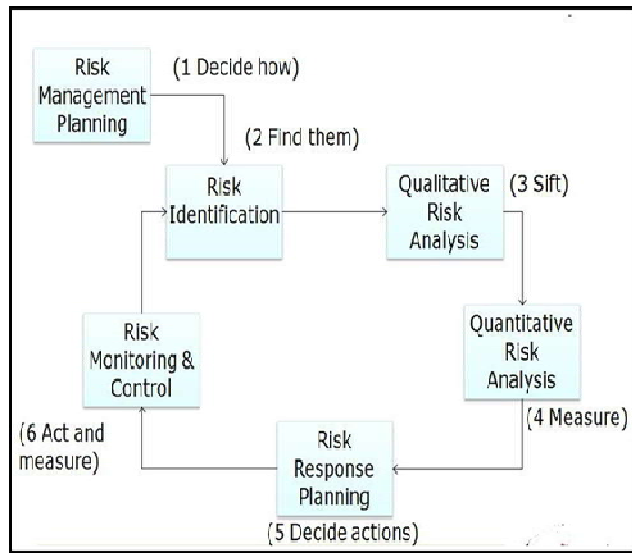 Risk
Management
Planning
(1 Decide how)
(2 Find them)
Risk
Identification
Qualitative
Risk
Analysis
(3 Sift)
Quantitative
Risk
Analysis
(4 Measure)
Risk
Response
Planning
(5 Decide actions)
Risk
Monitoring &
Control
(6 Act and
measure)